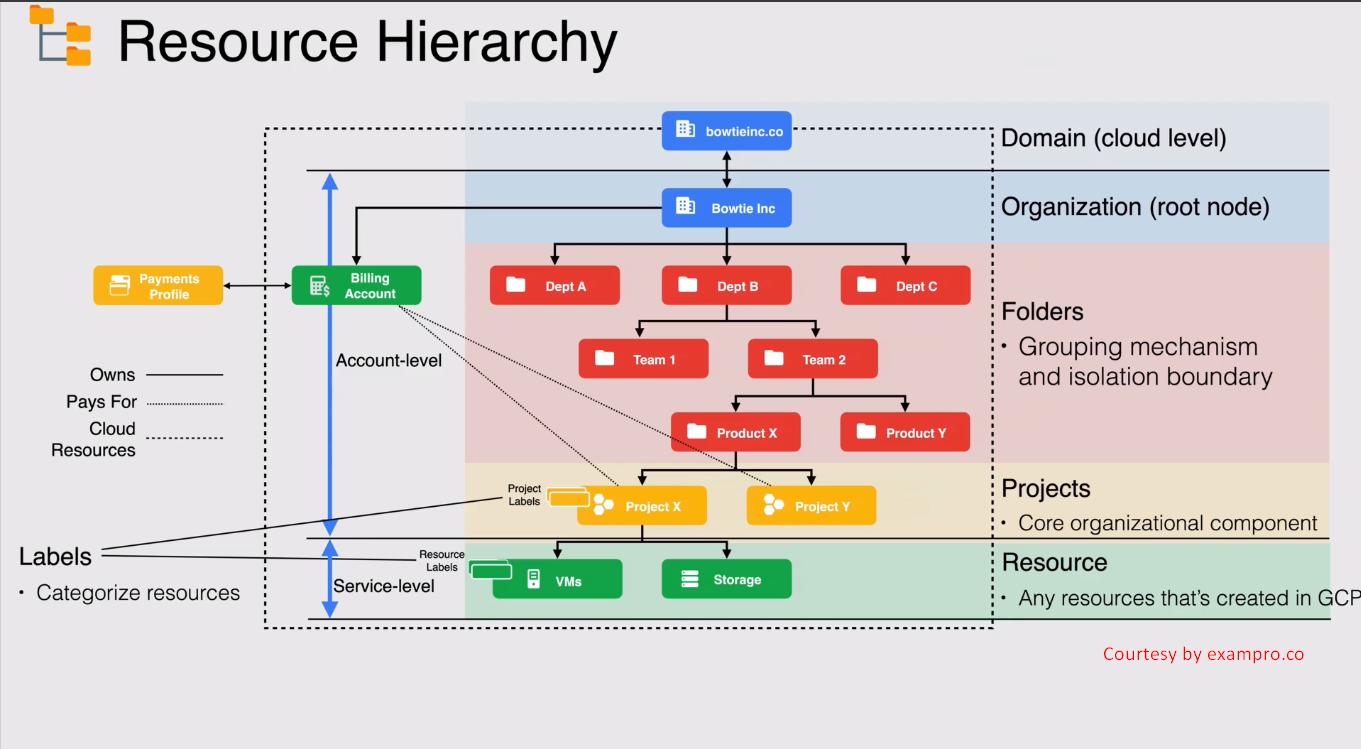 Resource Hierarchy
bowtieinc.co
Domain (cloud level)
Bowtie Inc
Organization (root node)
Payments
Profile
Billing
Account
Dept A
Dept B
Dept C
Folders
• Grouping mechanism
and isolation boundary
Account-level
Team 1
Team 2
Owns
Pays For
Cloud
Resources
Product X
Product Y
Project
Labels
Project X
Project Y
Projects
• Core organizational component
Labels
• Categorize resources
Resource
Labels
Service-level
VMs
Storage
Resource
• Any resources that's created in GCP
Courtesy by exampro.co